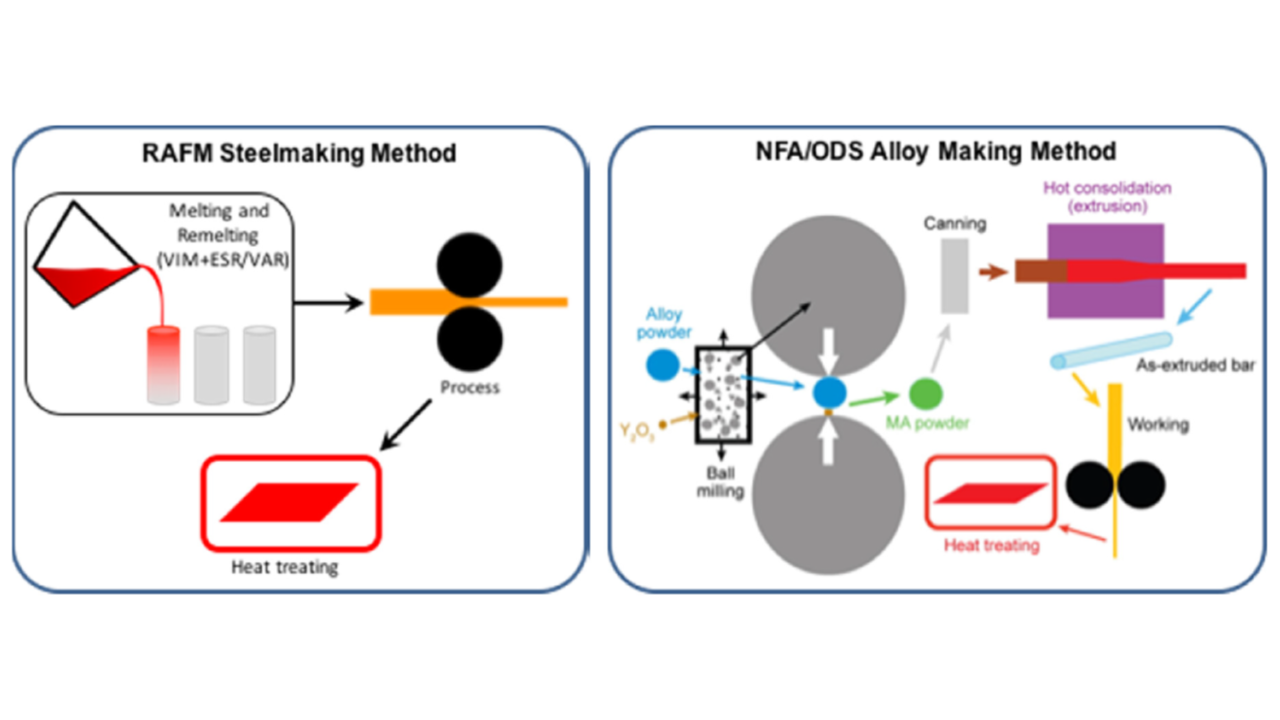 RAFM Steelmaking Method
Melting and
Remelting
(VIM+ESR/VAR)
Process
Heat treating
NFA/ODS Alloy Making Method
Hot consolidation
(extrusion)
Canning
Alloy
powder
As-extruded bar
MA powder
Working
Y₂O₃
Ball
milling
Heat treating